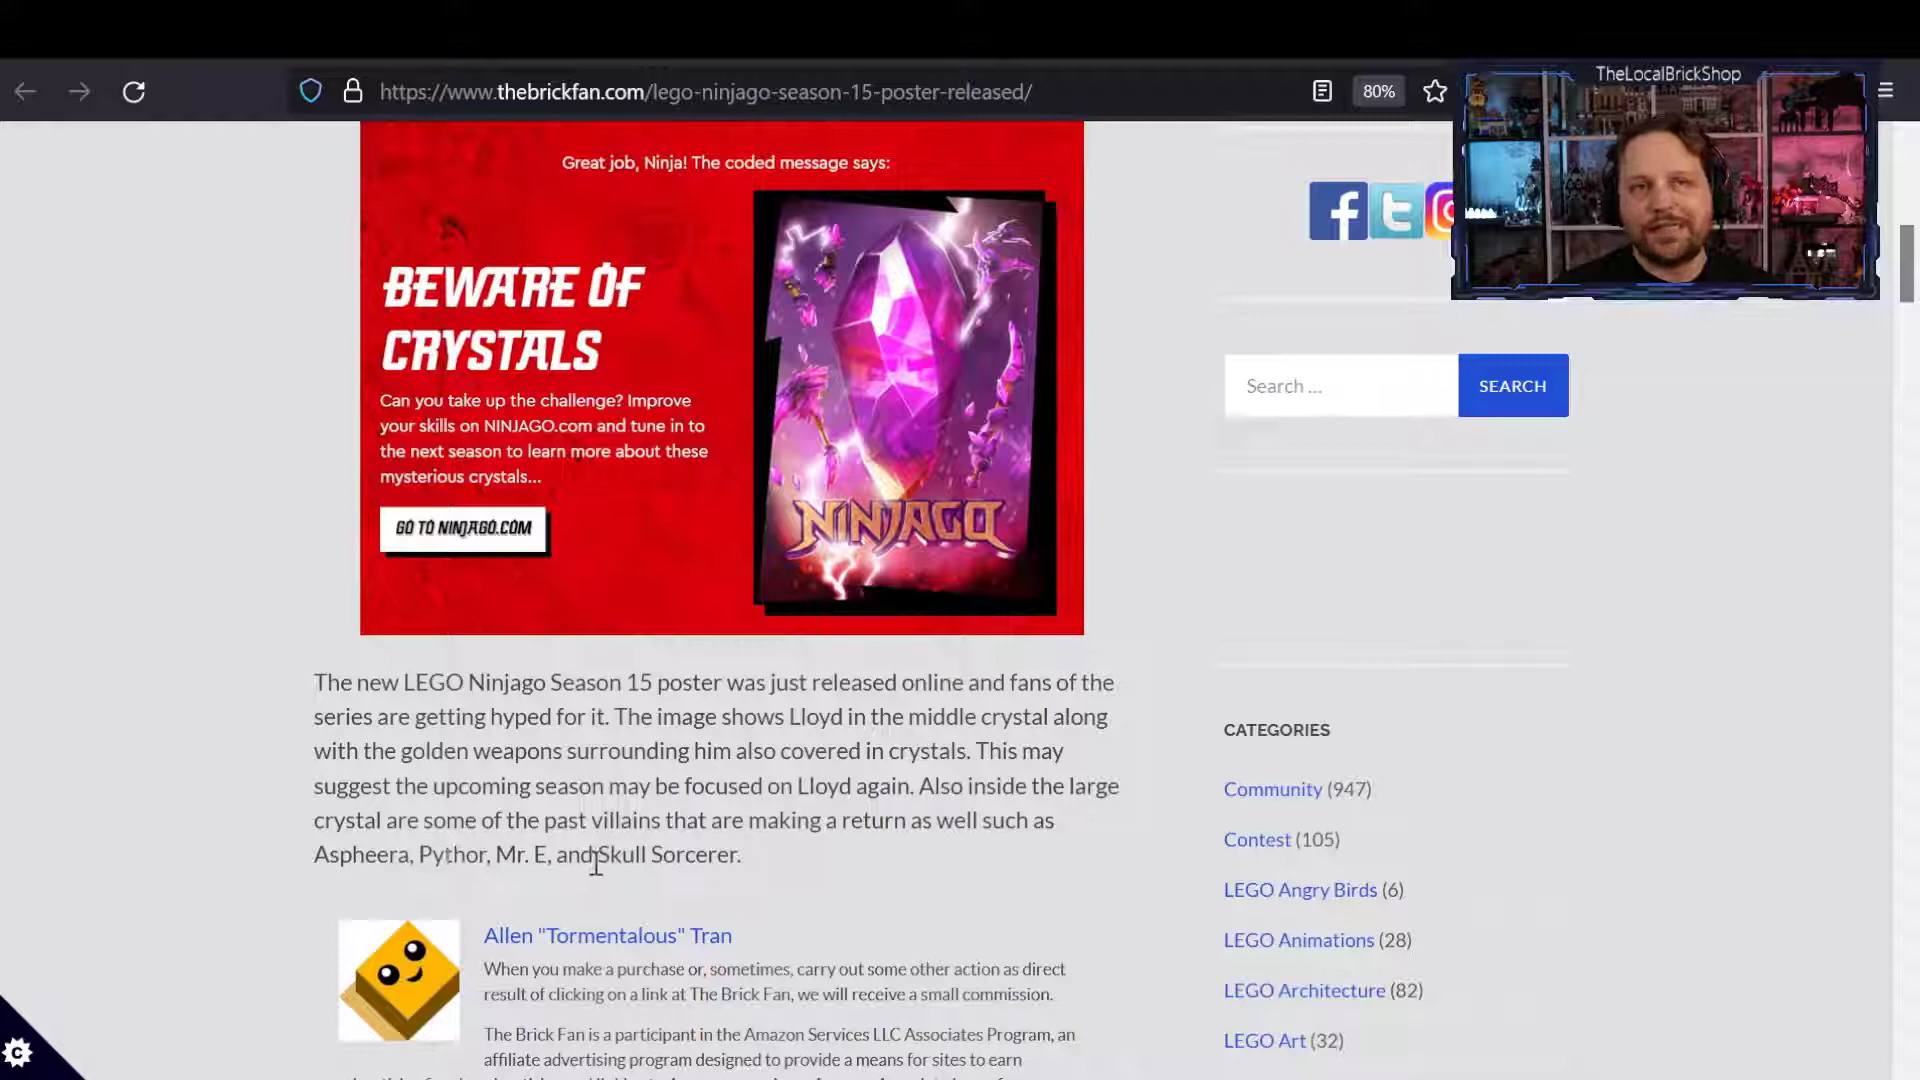 TheLocalBrickShop
https://www.thebrickfan.com/lego-ninjago-season-15-poster-released/
80%
Great job, Ninja! The coded message says:
BEWARE OF
CRYSTALS
Can you take up the challenge? Improve
your skills on NINJAGO.com and tune in to
the next season to learn more about these
mysterious crystals...
GO TO NINJAGO.COM
NINJAGO
The new LEGO Ninjago Season 15 poster was just released online and fans of the
series are getting hyped for it. The image shows Lloyd in the middle crystal along
with the golden weapons surrounding him also covered in crystals. This may
suggest the upcoming season may be focused on Lloyd again. Also inside the large
crystal are some of the past villains that are making a return as well such as
Aspheera, Pythor, Mr. E, and Skull Sorcerer.
Allen "Tormentalous" Tran
When you make a purchase or, sometimes, carry out some other action as direct
result of clicking on a link at The Brick Fan, we will receive a small commission.
The Brick Fan is a participant in the Amazon Services LLC Associates Program, an
affiliate advertising program designed to provide a means for sites to earn
Search ...
SEARCH
CATEGORIES
Community (947)
Contest (105)
LEGO Angry Birds (6)
LEGO Animations (28)
LEGO Architecture (82)
LEGO Art (32)